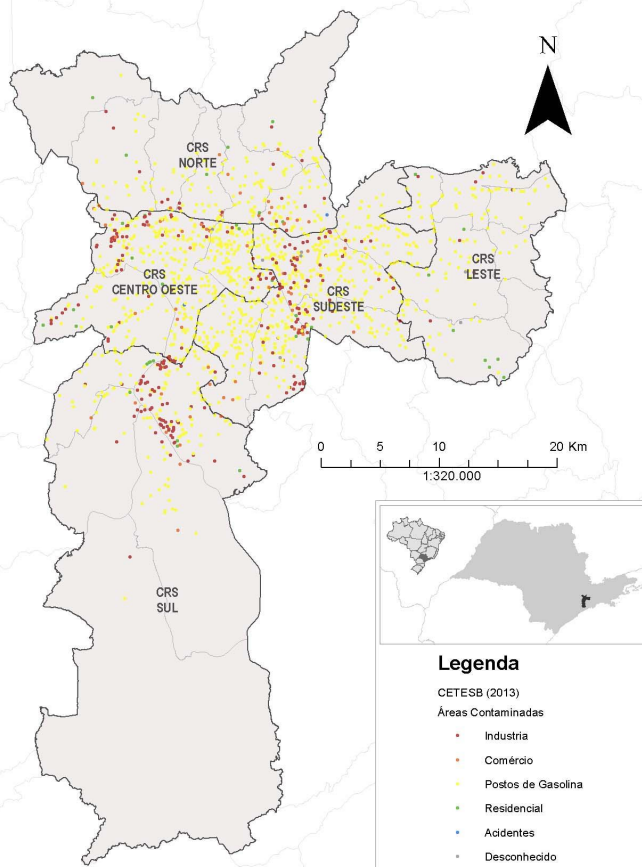 N
CRS
NORTE
CRS
LESTE
CRS
CENTRO OESTE
CRS
SUDESTE
0 5 10 20 Km
1:320.000
CRS
SUL
Legenda
CETESB (2013)
Áreas Contaminadas
Industria
Comércio
Postos de Gasolina
Residencial
Acidentes
Desconhecido